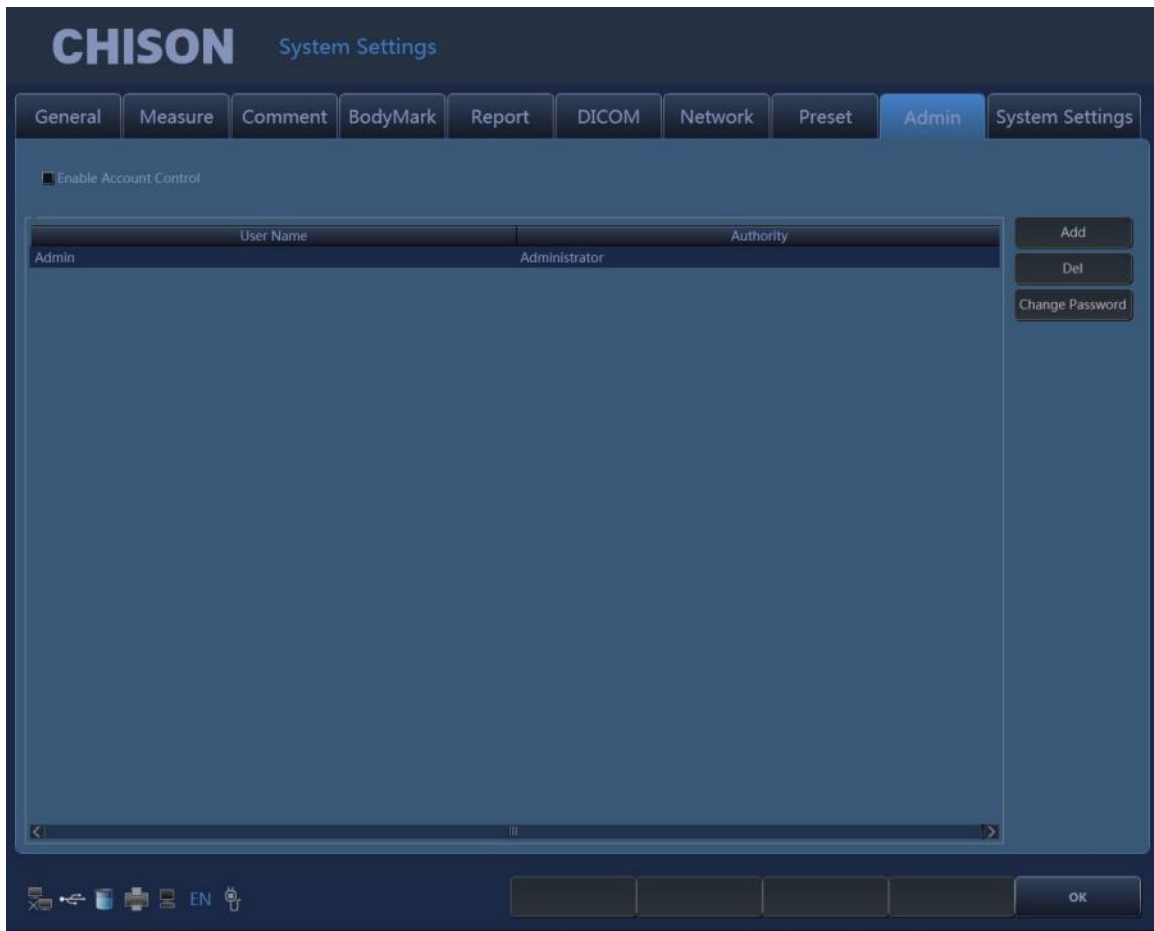 CHISON System Settings
General Measure Comment BodyMark Report DICOM Network Preset Admin System Settings
Enable Account Control
User Name Authority Add
Admin Administrator
Del
Change Password
EN OK